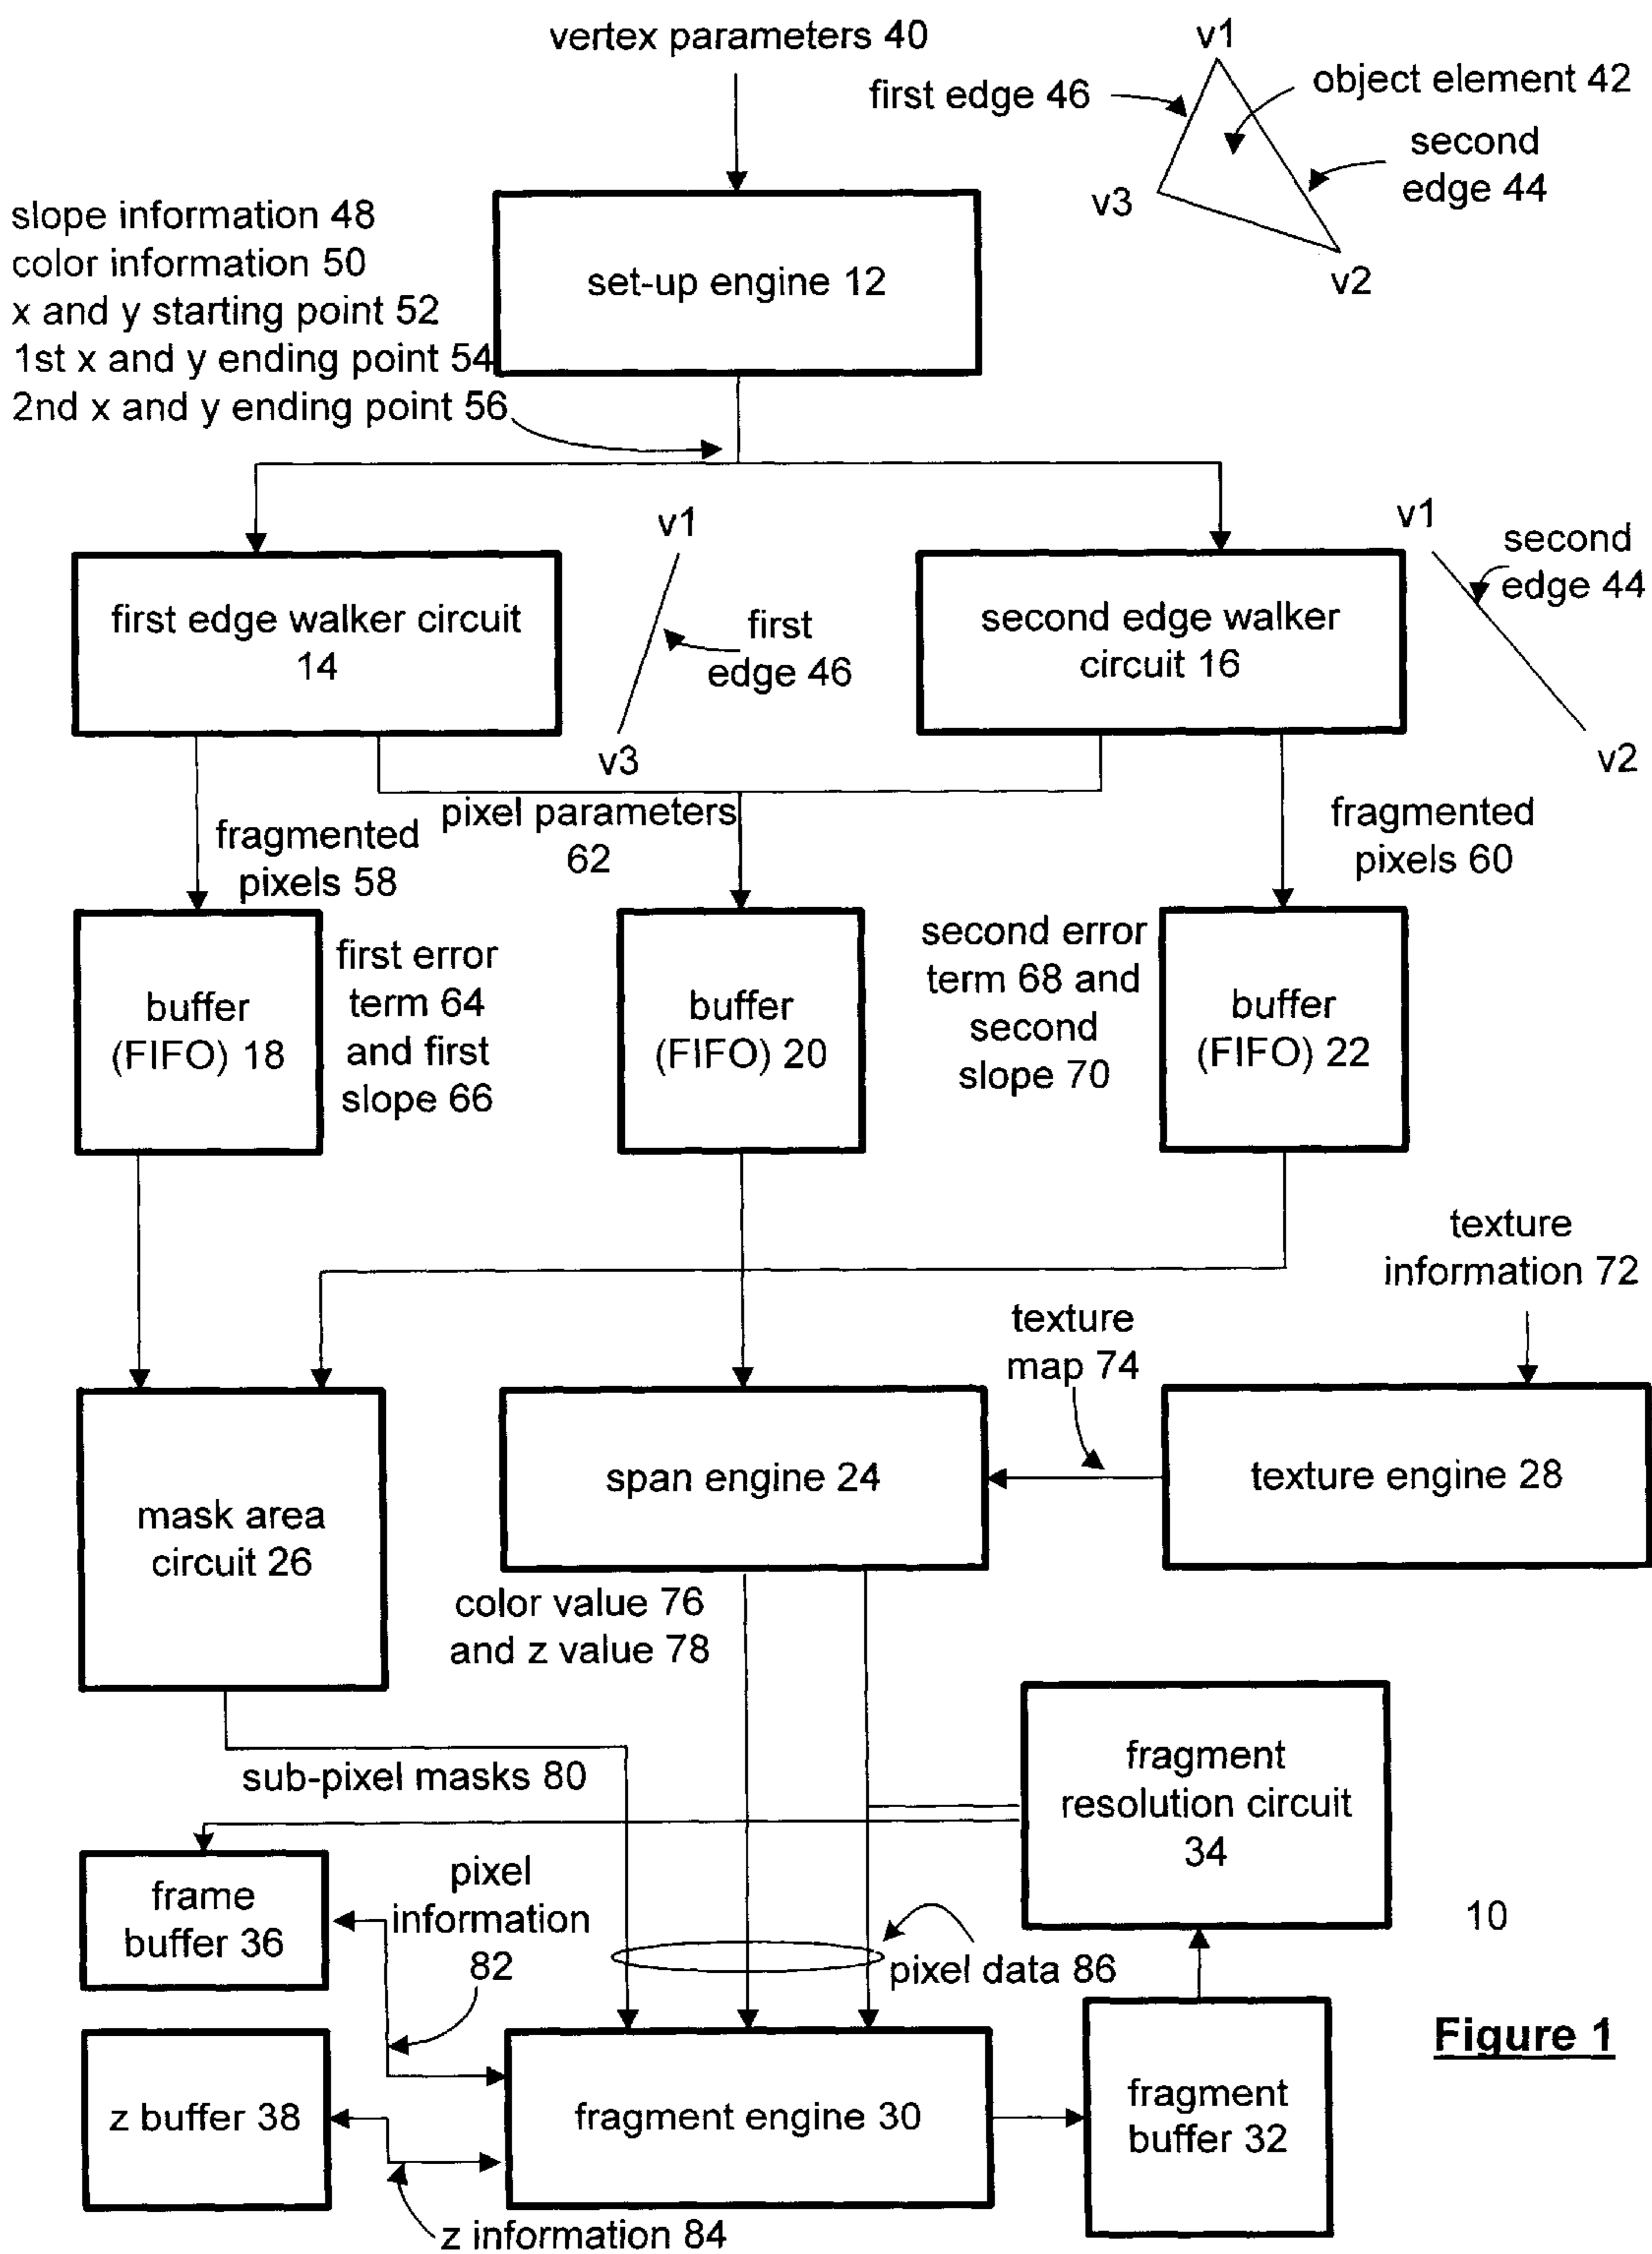 vertex parameters 40
v1
first edge 46
object element 42
second
edge 44
v3
v2
slope information 48
color information 50
x and y starting point 52
1st x and y ending point 54
2nd x and y ending point 56
set-up engine 12
first edge walker circuit
14
v1
first
edge 46
v3
second edge walker
circuit 16
v1
second
edge 44
v2
fragmented
pixels 58
pixel parameters
62
fragmented
pixels 60
buffer
(FIFO) 18
first error
term 64
and first
slope 66
buffer
(FIFO) 20
second error
term 68 and
second
slope 70
buffer
(FIFO) 22
texture
information 72
texture
map 74
mask area
circuit 26
span engine 24
texture engine 28
color value 76
and z value 78
sub-pixel masks 80
fragment
resolution circuit
34
frame
buffer 36
pixel
information
82
pixel data 86
10
z buffer 38
fragment engine 30
fragment
buffer 32
Figure 1
z information 84